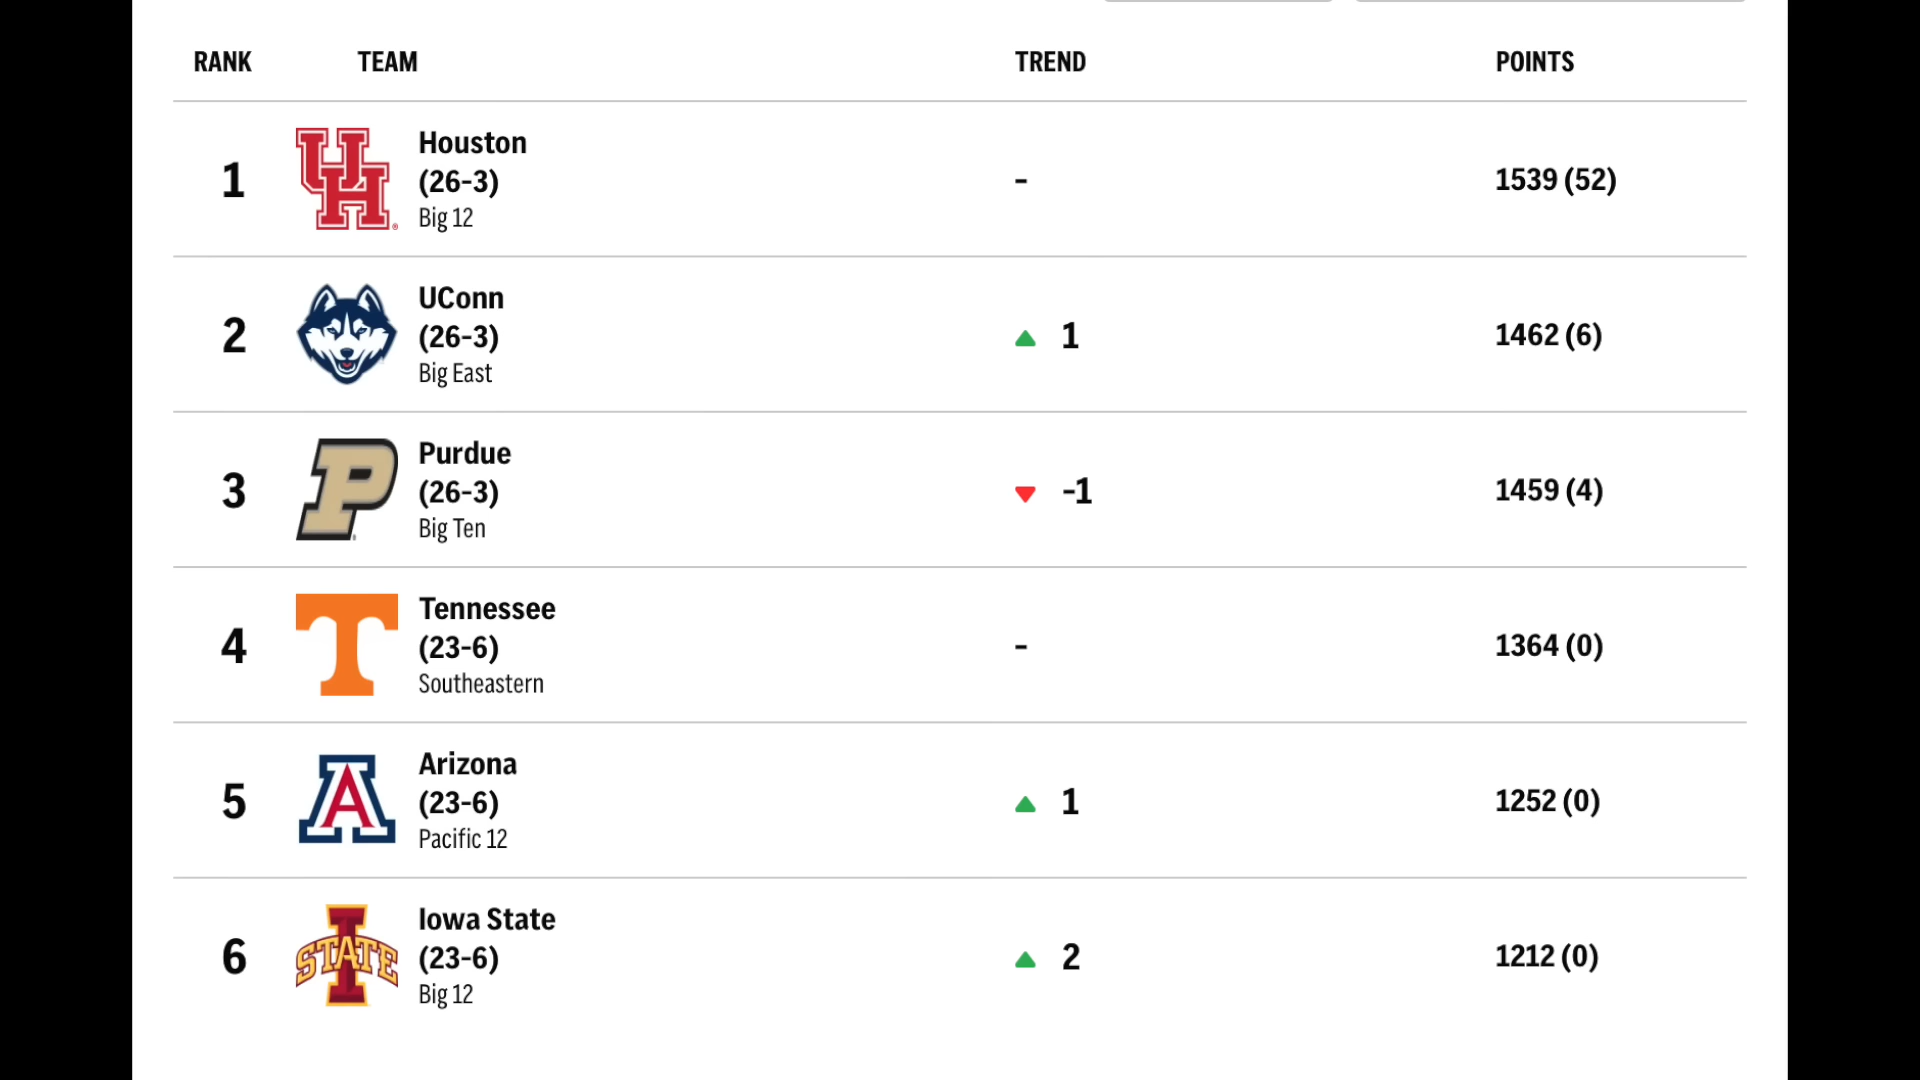 RANK TEAM TREND POINTS
1 UH Houston - 1539 (52)
(26-3)
Big 12
2 UConn 1 1462 (6)
(26-3)
Big East
3 P Purdue -1 1459 (4)
(26-3)
Big Ten
4 T Tennessee - 1364 (0)
(23-6)
Southeastern
5 A Arizona 1 1252 (0)
(23-6)
Pacific 12
6 I STATE Iowa State 2 1212 (0)
(23-6)
Big 12